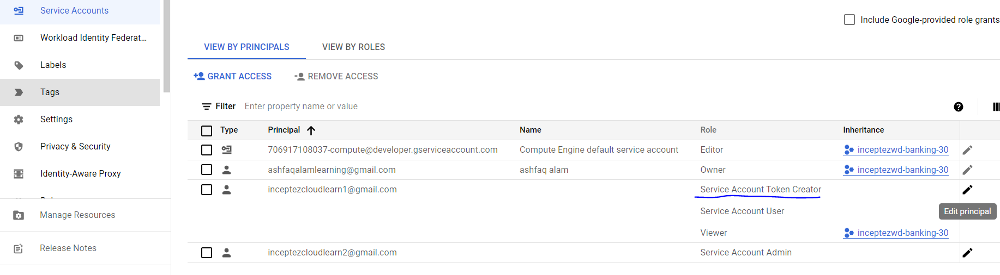 Service Accounts
Workload Identity Federat...
Labels
Tags
Settings
Privacy & Security
Identity-Aware Proxy
Manage Resources
Release Notes
Include Google-provided role grants
VIEW BY PRINCIPALS VIEW BY ROLES
GRANT ACCESS REMOVE ACCESS
Filter Enter property name or value
Type Principal Name Role Inheritance
706917108037-compute@developer.gserviceaccount.com Compute Engine default service account Editor inceptezwd-banking-30
ashfaqalamlearning@gmail.com ashfaq alam Owner inceptezwd-banking-30
inceptezcloudlearn1@gmail.com Service Account Token Creator
Service Account User Edit principal
Viewer inceptezwd-banking-30
inceptezcloudlearn2@gmail.com Service Account Admin